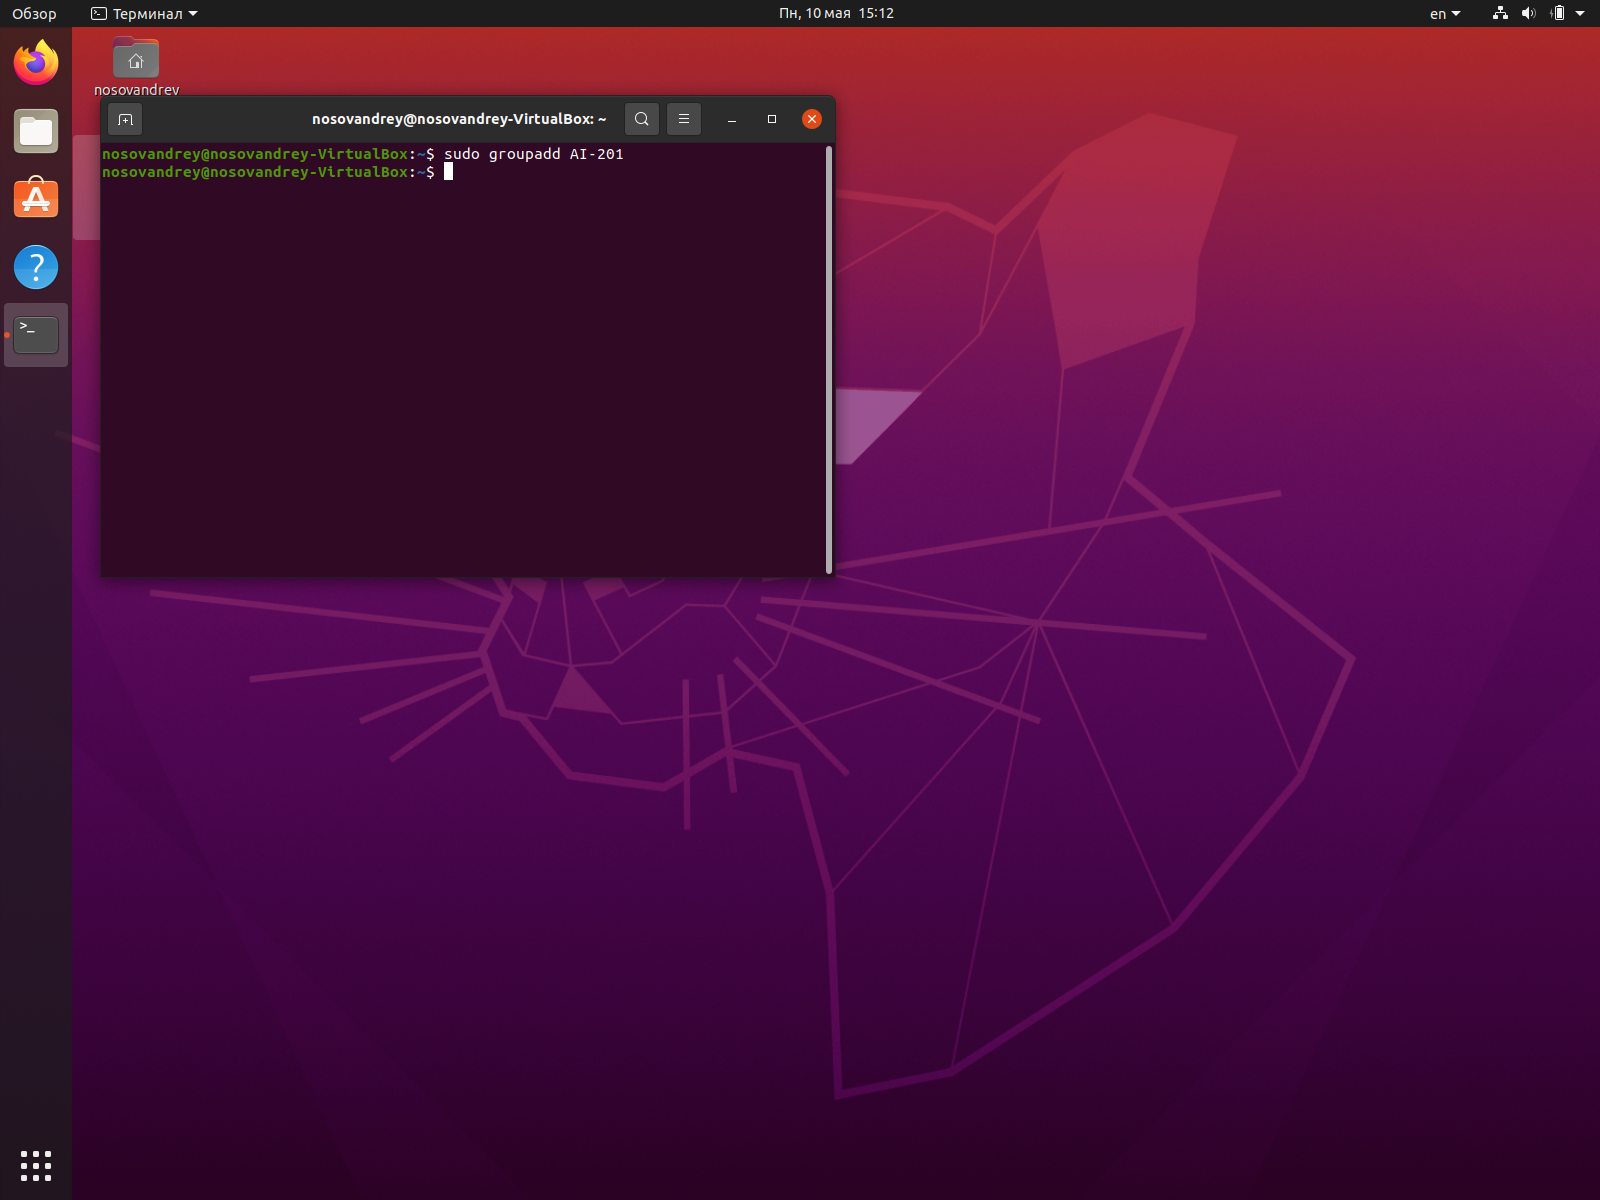 Обзор
Терминал
Пн, 10 мая 15:12
en
nosovandrey
nosovandrey@nosovandrey-VirtualBox: ~
nosovandrey@nosovandrey-VirtualBox:~$ sudo groupadd AI-201
nosovandrey@nosovandrey-VirtualBox:~$